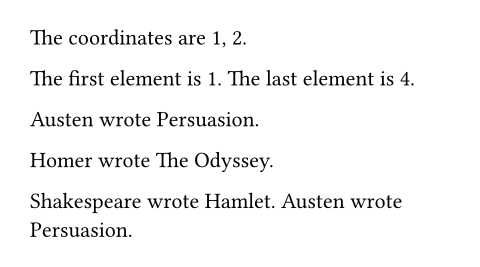 The coordinates are 1, 2.
The first element is 1. The last element is 4.
Austen wrote Persuasion.
Homer wrote The Odyssey.
Shakespeare wrote Hamlet. Austen wrote
Persuasion.